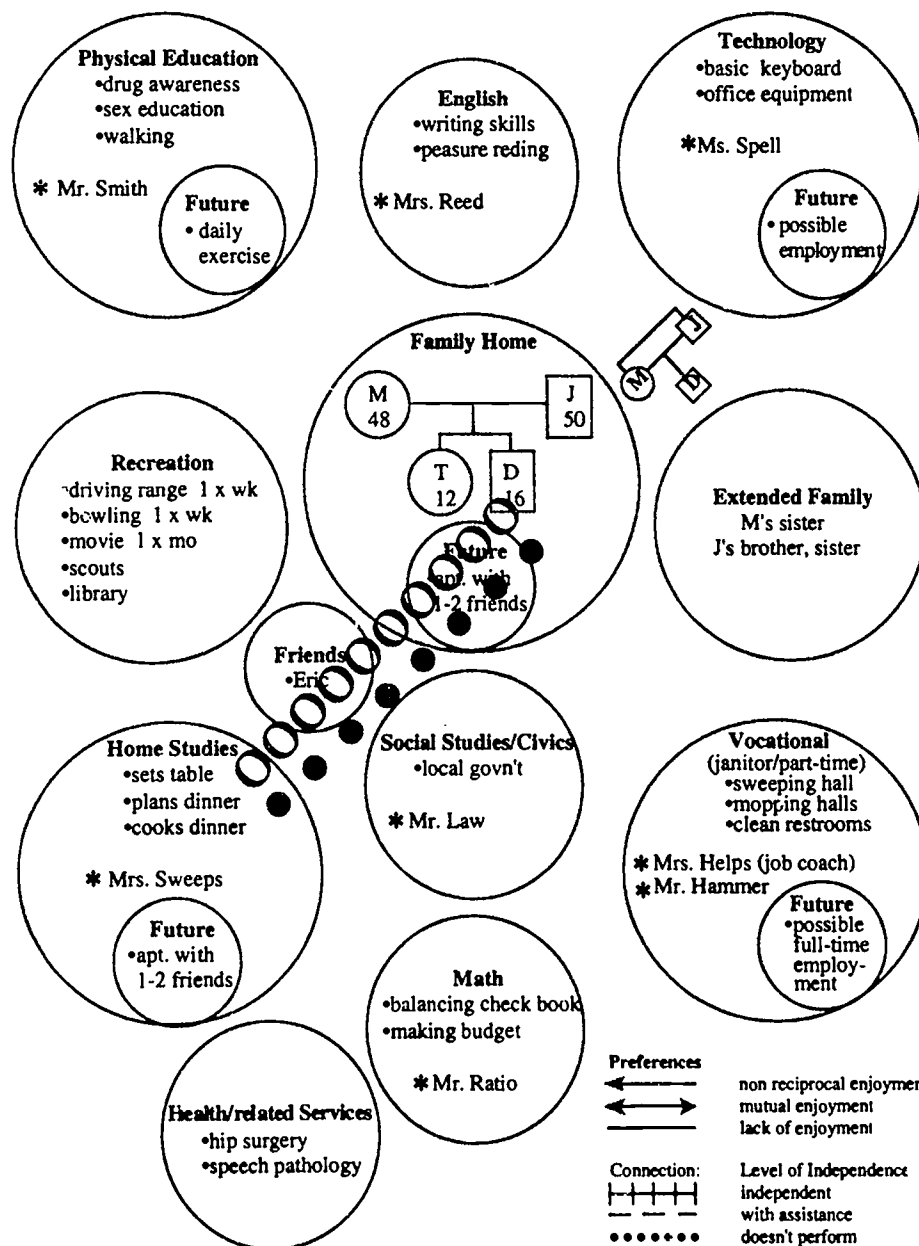 Physical Education
•drug awareness
•sex education
•walking
* Mr. Smith
Future
• daily
exercise
English
•writing skills
•peasure reding
* Mrs. Reed
Technology
•basic keyboard
•office equipment
*Ms. Spell
Future
• possible
employment
Family Home
M
48
J
50
T
12
D
16
Future
•apt. with
1-2 friends
J
M
D
Recreation
•driving range 1 x wk
•bowling 1 x wk
•movie 1 x mo
•scouts
•library
Extended Family
M's sister
J's brother, sister
Friends
•Eric
Home Studies
•sets table
•plans dinner
•cooks dinner
* Mrs. Sweeps
Future
•apt. with
1-2 friends
Social Studies/Civics
•local govn't
* Mr. Law
Vocational
(janitor/part-time)
•sweeping hall
•mopping halls
•clean restrooms
* Mrs. Helps (job coach)
* Mr. Hammer
Future
•possible
full-time
employ-
ment
Math
•balancing check book
•making budget
* Mr. Ratio
Health/related Services
•hip surgery
•speech pathology
Preferences
non reciprocal enjoymen
mutual enjoyment
lack of enjoyment
Connection: Level of Independence
independent
with assistance
doesn't perform